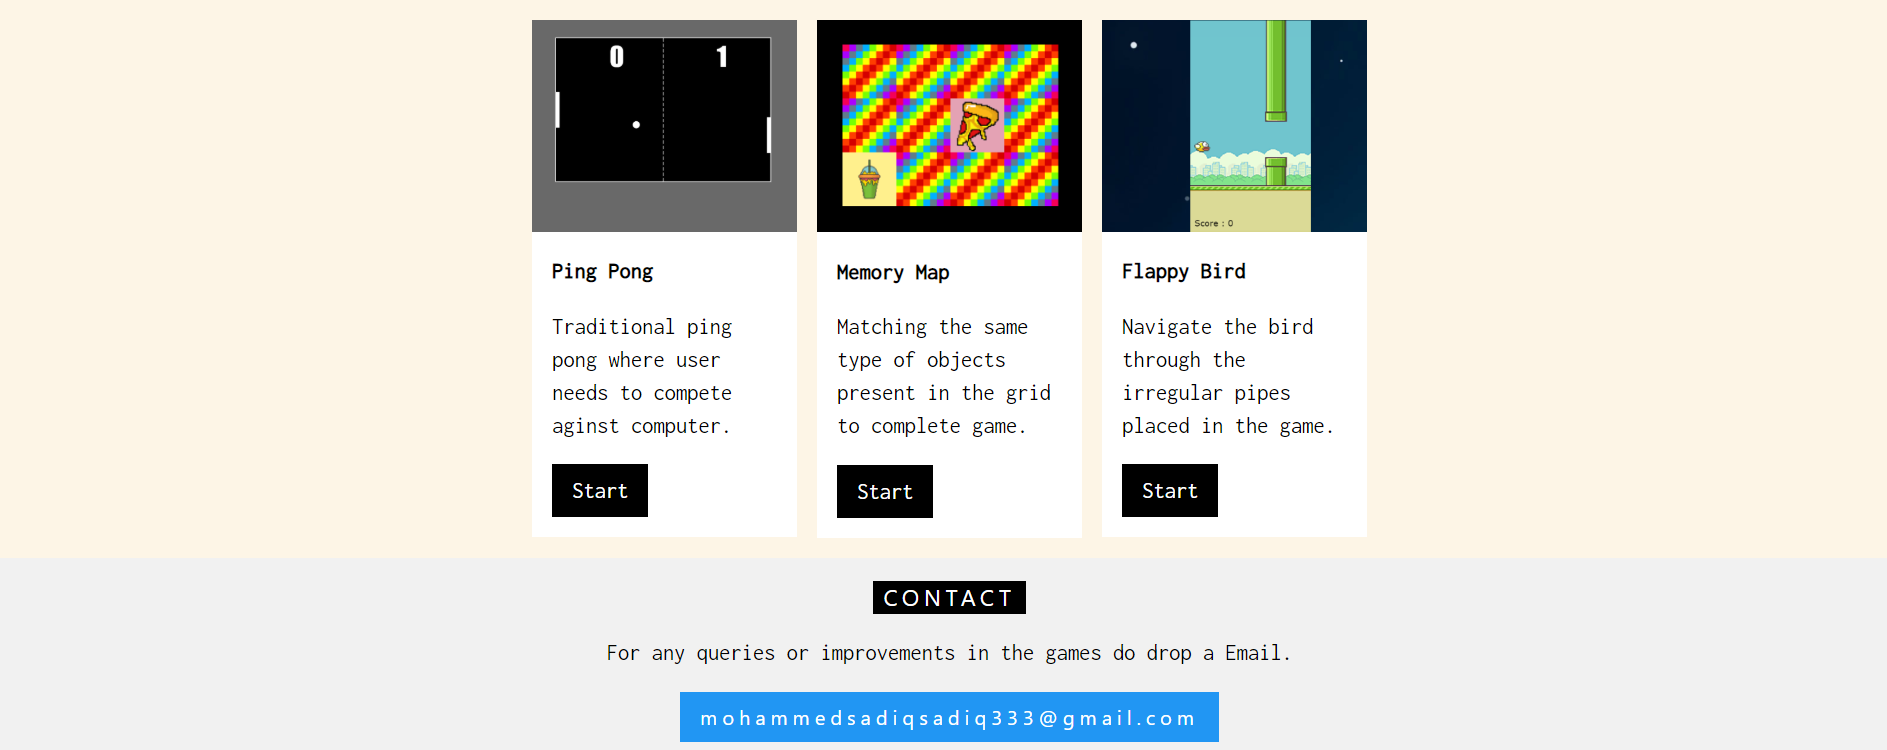 0 1
Score : 0
Ping Pong
Traditional ping
pong where user
needs to compete
aginst computer.
Start
Memory Map
Matching the same
type of objects
present in the grid
to complete game.
Start
Flappy Bird
Navigate the bird
through the
irregular pipes
placed in the game.
Start
CONTACT
For any queries or improvements in the games do drop a Email.
mohammedsadiqsadiq333@gmail.com